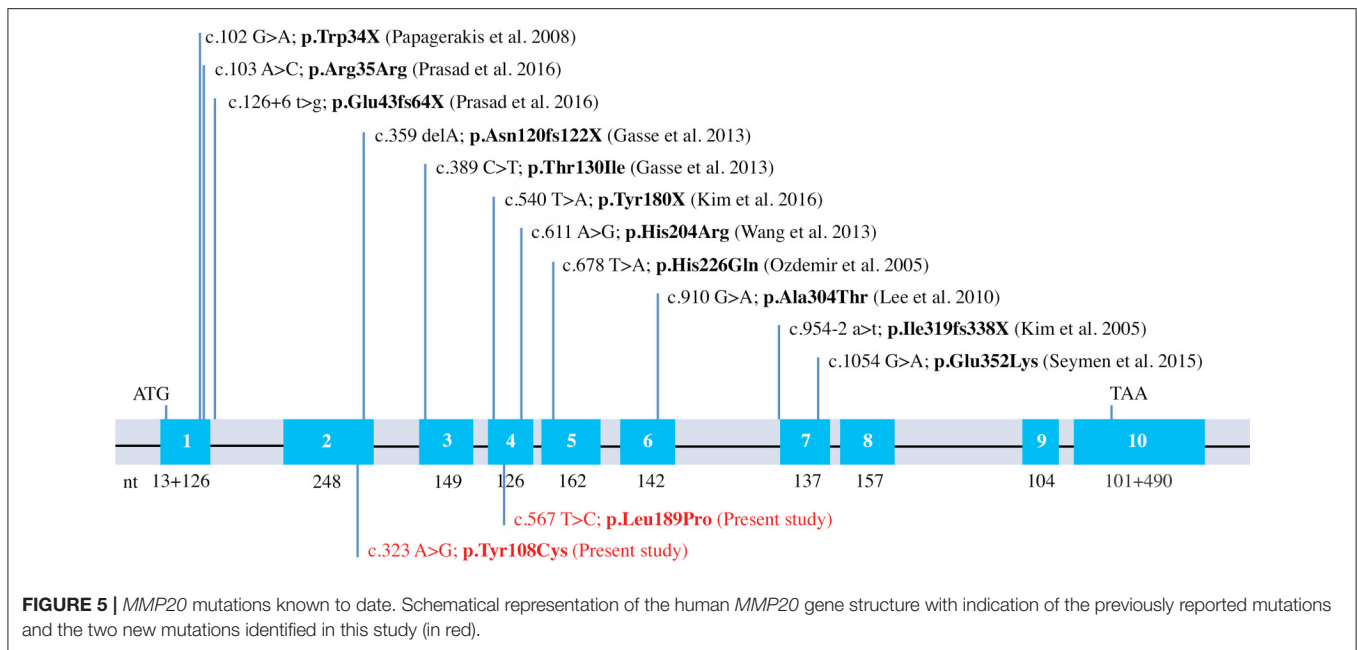 c.102 G>A; p.Trp34X (Papagerakis et al. 2008)
c.103 A>C; p.Arg35Arg (Prasad et al. 2016)
c.126+6 t>g; p.Glu43fs64X (Prasad et al. 2016)
c.359 delA; p.Asn120fs122X (Gasse et al. 2013)
c.389 C>T; p.Thr130Ile (Gasse et al. 2013)
c.540 T>A; p.Tyr180X (Kim et al. 2016)
c.611 A>G; p.His204Arg (Wang et al. 2013)
c.678 T>A; p.His226Gln (Ozdemir et al. 2005)
c.910 G>A; p.Ala304Thr (Lee et al. 2010)
c.954-2 a>t; p.Ile319fs338X (Kim et al. 2005)
c.1054 G>A; p.Glu352Lys (Seymen et al. 2015)
ATG TAA
1 2 3 4 5 6 7 8 9 10
nt 13+126 248 149 126 162 142 137 157 104 101+490
c.567 T>C; p.Leu189Pro (Present study)
c.323 A>G; p.Tyr108Cys (Present study)
FIGURE 5 | MMP20 mutations known to date. Schematical representation of the human MMP20 gene structure with indication of the previously reported mutations
and the two new mutations identified in this study (in red).